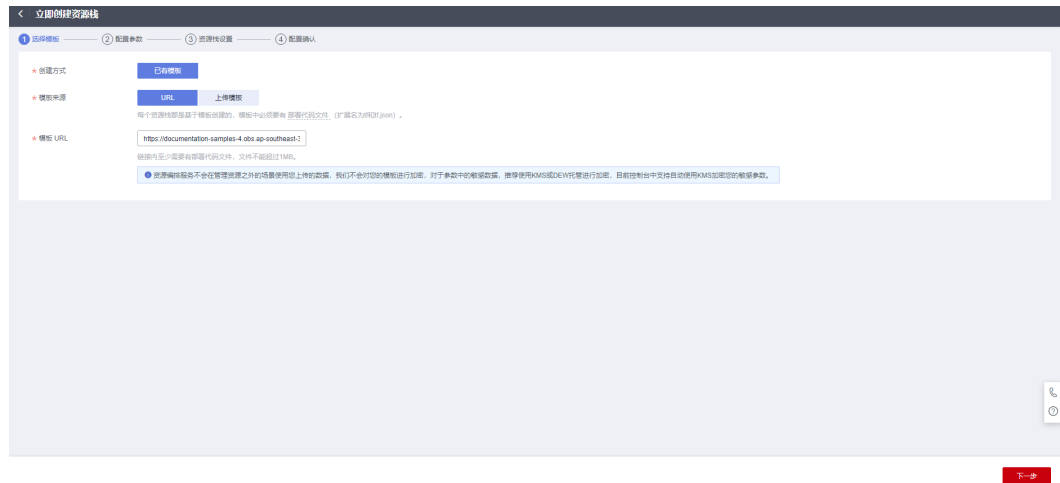 立即创建资源栈
1 选择模板 2 配置参数 3 资源栈设置 4 配置确认
* 创建方式 已有模板
* 模板来源 URL 上传模板
每个资源栈都是基于模板创建的，模板中必须要有 部署代码文件 （扩展名为tf和tf.json）。
* 模板 URL https://documentation-samples-4.obs.ap-southeast-3
链接内至少需要有部署代码文件，文件不能超过1MB。
资源编排服务不会在管理资源之外的场景使用您上传的数据，我们不会对您的模板进行加密，对于参数中的敏感数据，推荐使用KMS或DEW托管进行加密，目前控制台中支持自动使用KMS加密您的敏感参数。
下一步